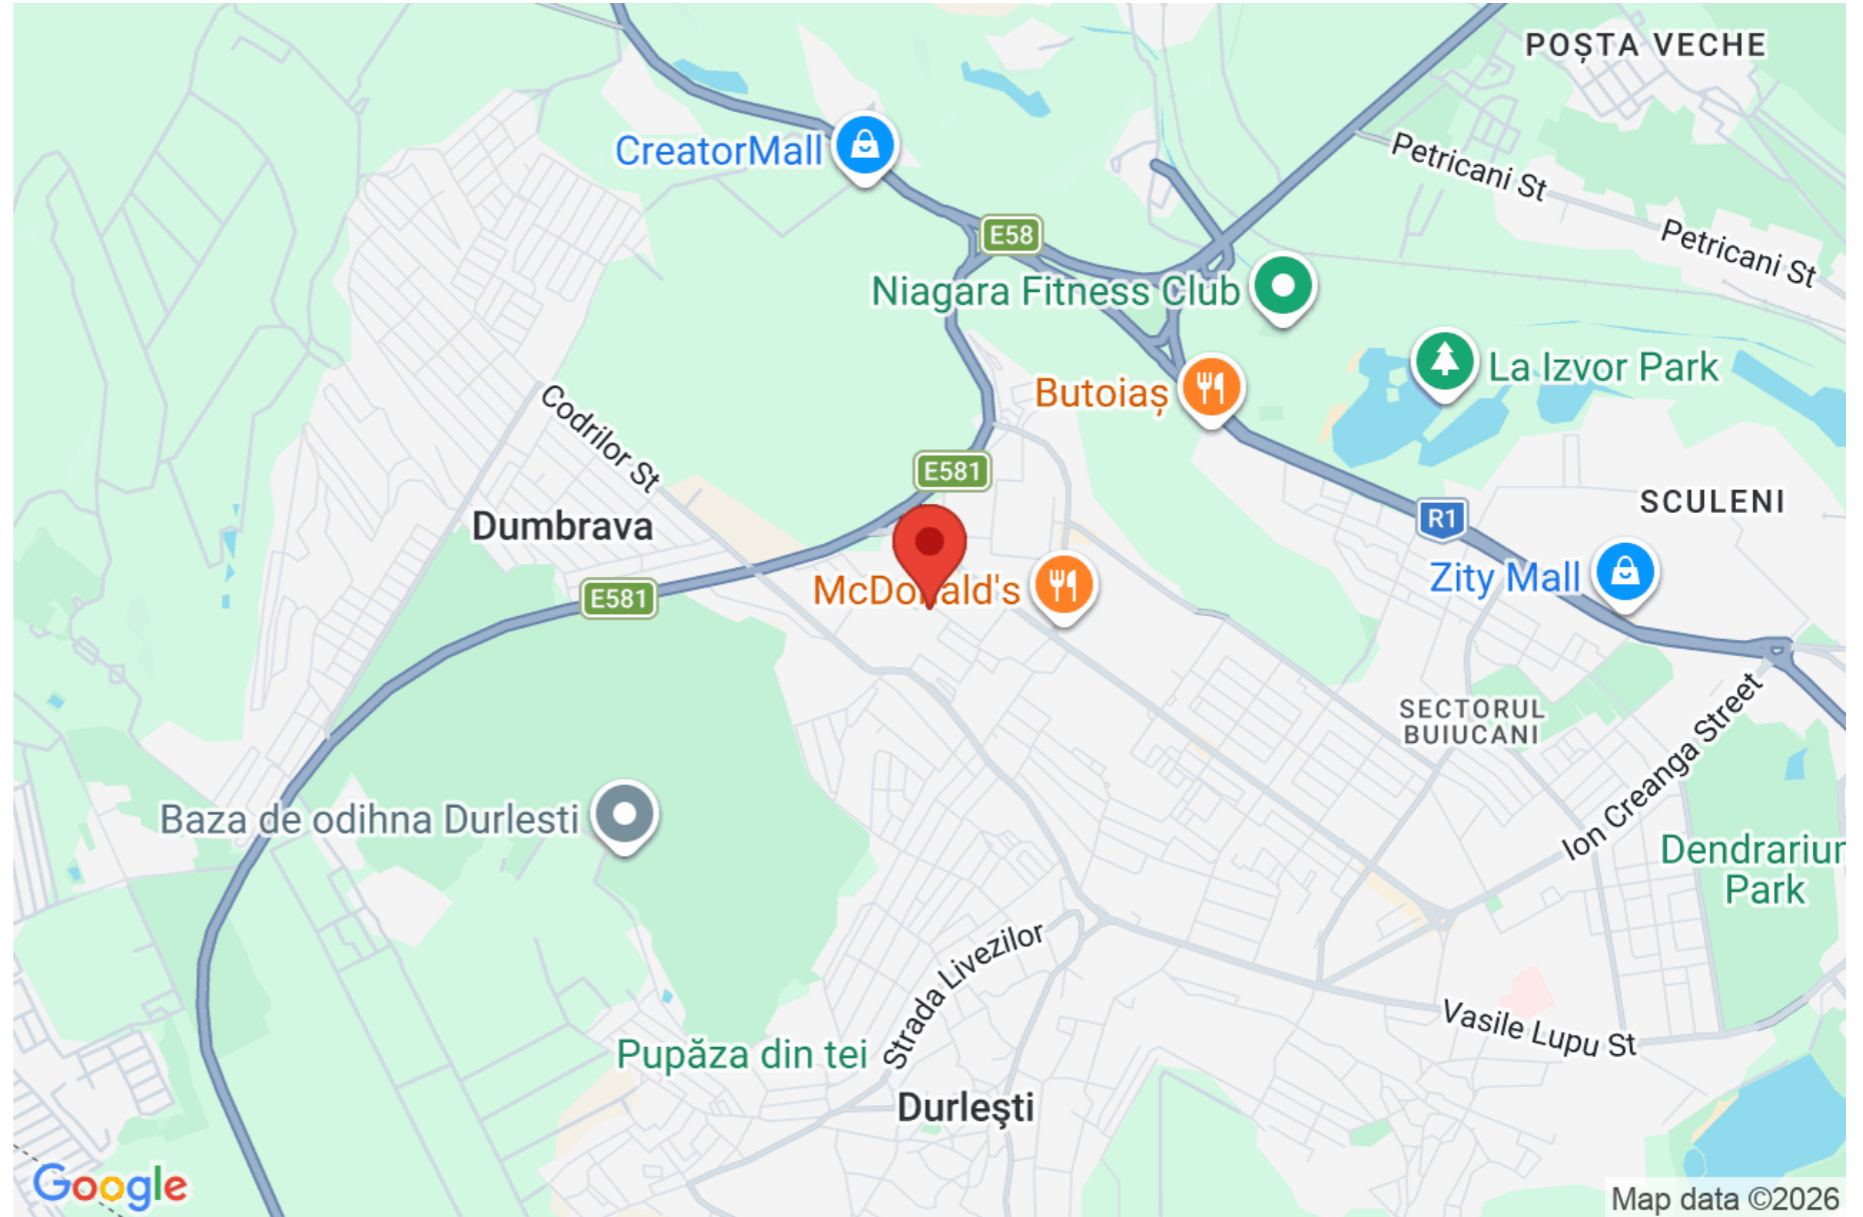 POȘTA VECHE
CreatorMall
Petricani St
E58
Petricani St
Niagara Fitness Club
La Izvor Park
Butoiaș
Codrilor St
E581
SCULENI
R1
Dumbrava
Zity Mall
McDonald's
E581
SECTORUL
BUIUCANI
Ion Creanga Street
Baza de odihna Durlesti
Dendrariur
Park
Strada Livezilor
Vasile Lupu St
Pupăza din tei
Durleşti
Google
Map data ©2026